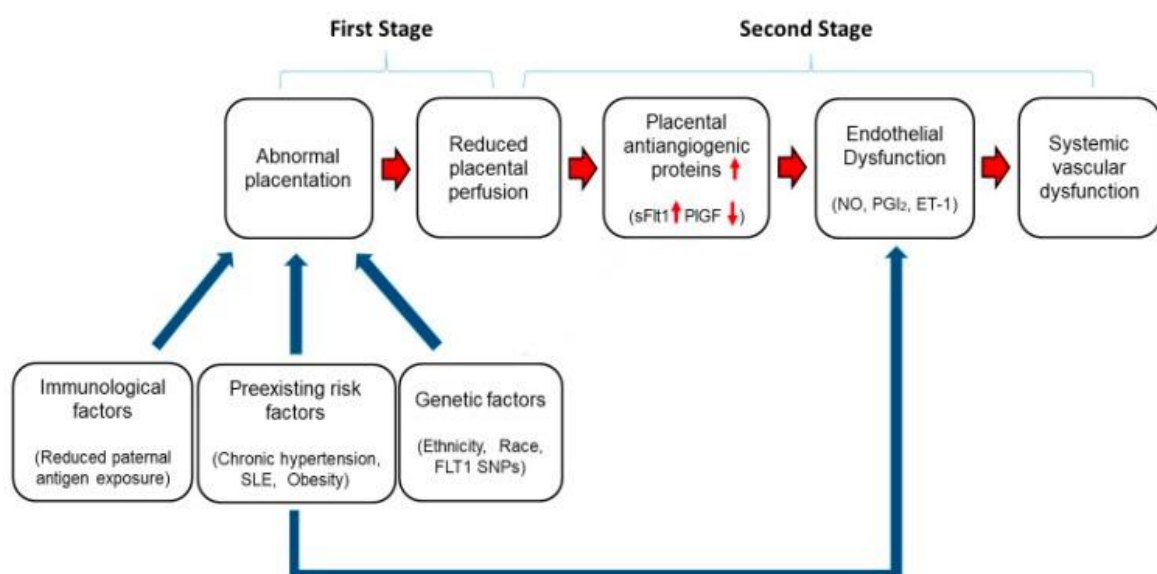 First Stage
Second Stage
Abnormal
placentation
Reduced
placental
perfusion
Placental
antiangiogenic
proteins
(sFlt1 PlGF )
Endothelial
Dysfunction
(NO, PGI₂, ET-1)
Systemic
vascular
dysfunction
Immunological
factors
(Reduced paternal
antigen exposure)
Preexisting risk
factors
(Chronic hypertension,
SLE, Obesity)
Genetic factors
(Ethnicity, Race,
FLT1 SNPs)